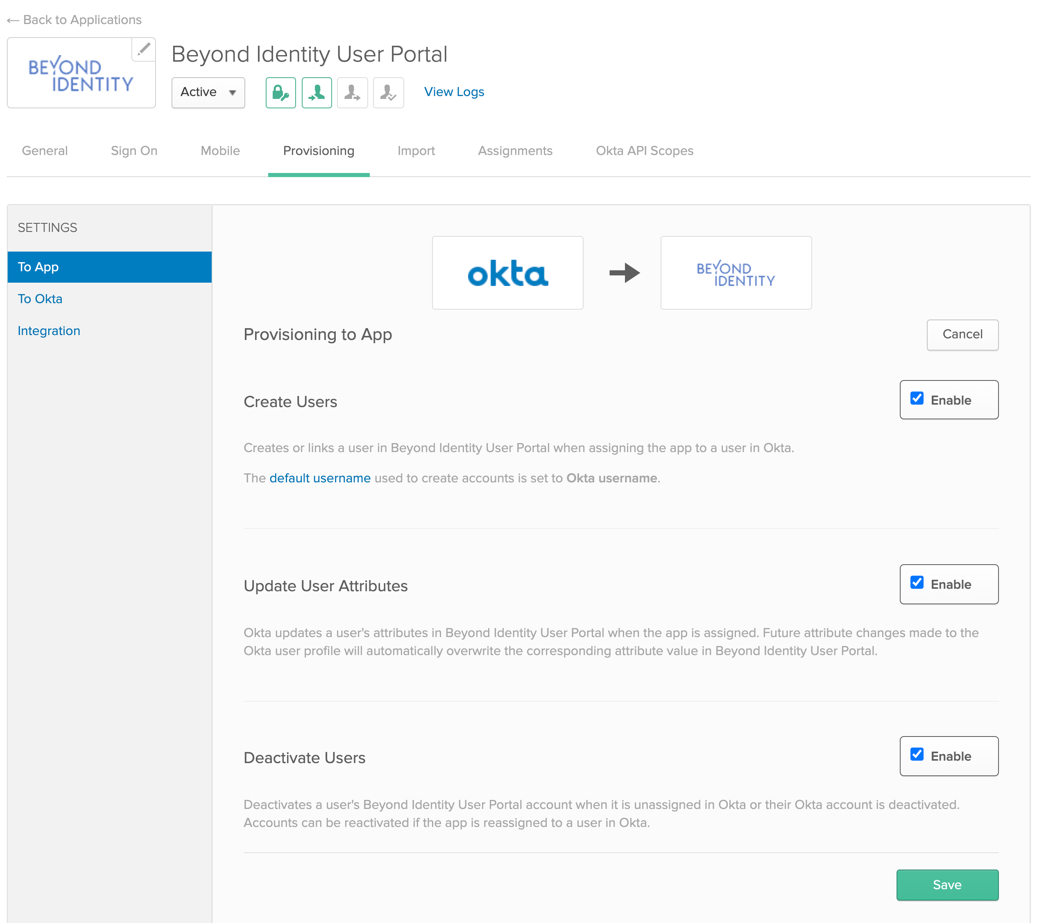 ← Back to Applications
BEYOND
IDENTITY
Beyond Identity User Portal
Active
View Logs
General
Sign On
Mobile
Provisioning
Import
Assignments
Okta API Scopes
SETTINGS
To App
To Okta
Integration
okta
BEYOND
IDENTITY
Provisioning to App
Cancel
Create Users
Enable
Creates or links a user in Beyond Identity User Portal when assigning the app to a user in Okta.
The default username used to create accounts is set to Okta username.
Update User Attributes
Enable
Okta updates a user's attributes in Beyond Identity User Portal when the app is assigned. Future attribute changes made to the
Okta user profile will automatically overwrite the corresponding attribute value in Beyond Identity User Portal.
Deactivate Users
Enable
Deactivates a user's Beyond Identity User Portal account when it is unassigned in Okta or their Okta account is deactivated.
Accounts can be reactivated if the app is reassigned to a user in Okta.
Save